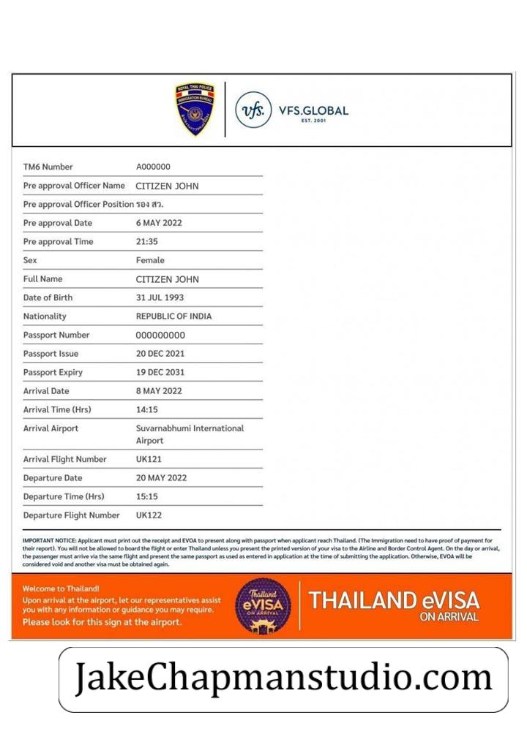 ROYAL THAI POLICE
IMMIGRATION BUREAU
vfs.
VFS.GLOBAL
EST. 2001
TM6 Number A000000
Pre approval Officer Name CITIZEN JOHN
Pre approval Officer Position รอง สว.
Pre approval Date 6 MAY 2022
Pre approval Time 21:35
Sex Female
Full Name CITIZEN JOHN
Date of Birth 31 JUL 1993
Nationality REPUBLIC OF INDIA
Passport Number 000000000
Passport Issue 20 DEC 2021
Passport Expiry 19 DEC 2031
Arrival Date 8 MAY 2022
Arrival Time (Hrs) 14:15
Arrival Airport Suvarnabhumi International
Airport
Arrival Flight Number UK121
Departure Date 20 MAY 2022
Departure Time (Hrs) 15:15
Departure Flight Number UK122
IMPORTANT NOTICE: Applicant must print out the receipt and EVOA to present along with passport when applicant reach Thailand. (The Immigration need to have proof of payment for
their report). You will not be allowed to board the flight or enter Thailand unless you present the printed version of your visa to the Airline and Border Control Agent. On the day or arrival,
the passenger must arrive via the same flight and present the same passport as used as entered in application at the time of submitting the application. Otherwise, EVOA will be
considered void and another visa must be obtained again.
Welcome to Thailand!
Upon arrival at the airport, let our representatives assist
you with any information or guidance you may require.
Please look for this sign at the airport.
Thailand
eVISA
ON ARRIVAL
THAILAND eVISA
ON ARRIVAL
JakeChapmanstudio.com